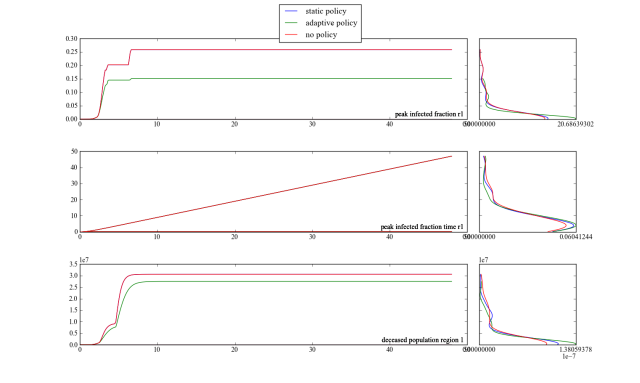 static policy
adaptive policy
no policy
0.30
0.25
0.20
0.15
0.10
0.05
0.00
0 10 20 30 40
peak infected fraction r1
20.68639302
50
40
30
20
10
0
0 10 20 30 40
peak infected fraction time r1
0.06041244
1e7
3.5
3.0
2.5
2.0
1.5
1.0
0.5
0.0
0 10 20 30 40
deceased population region 1
1e7
1.38059378
1e−7